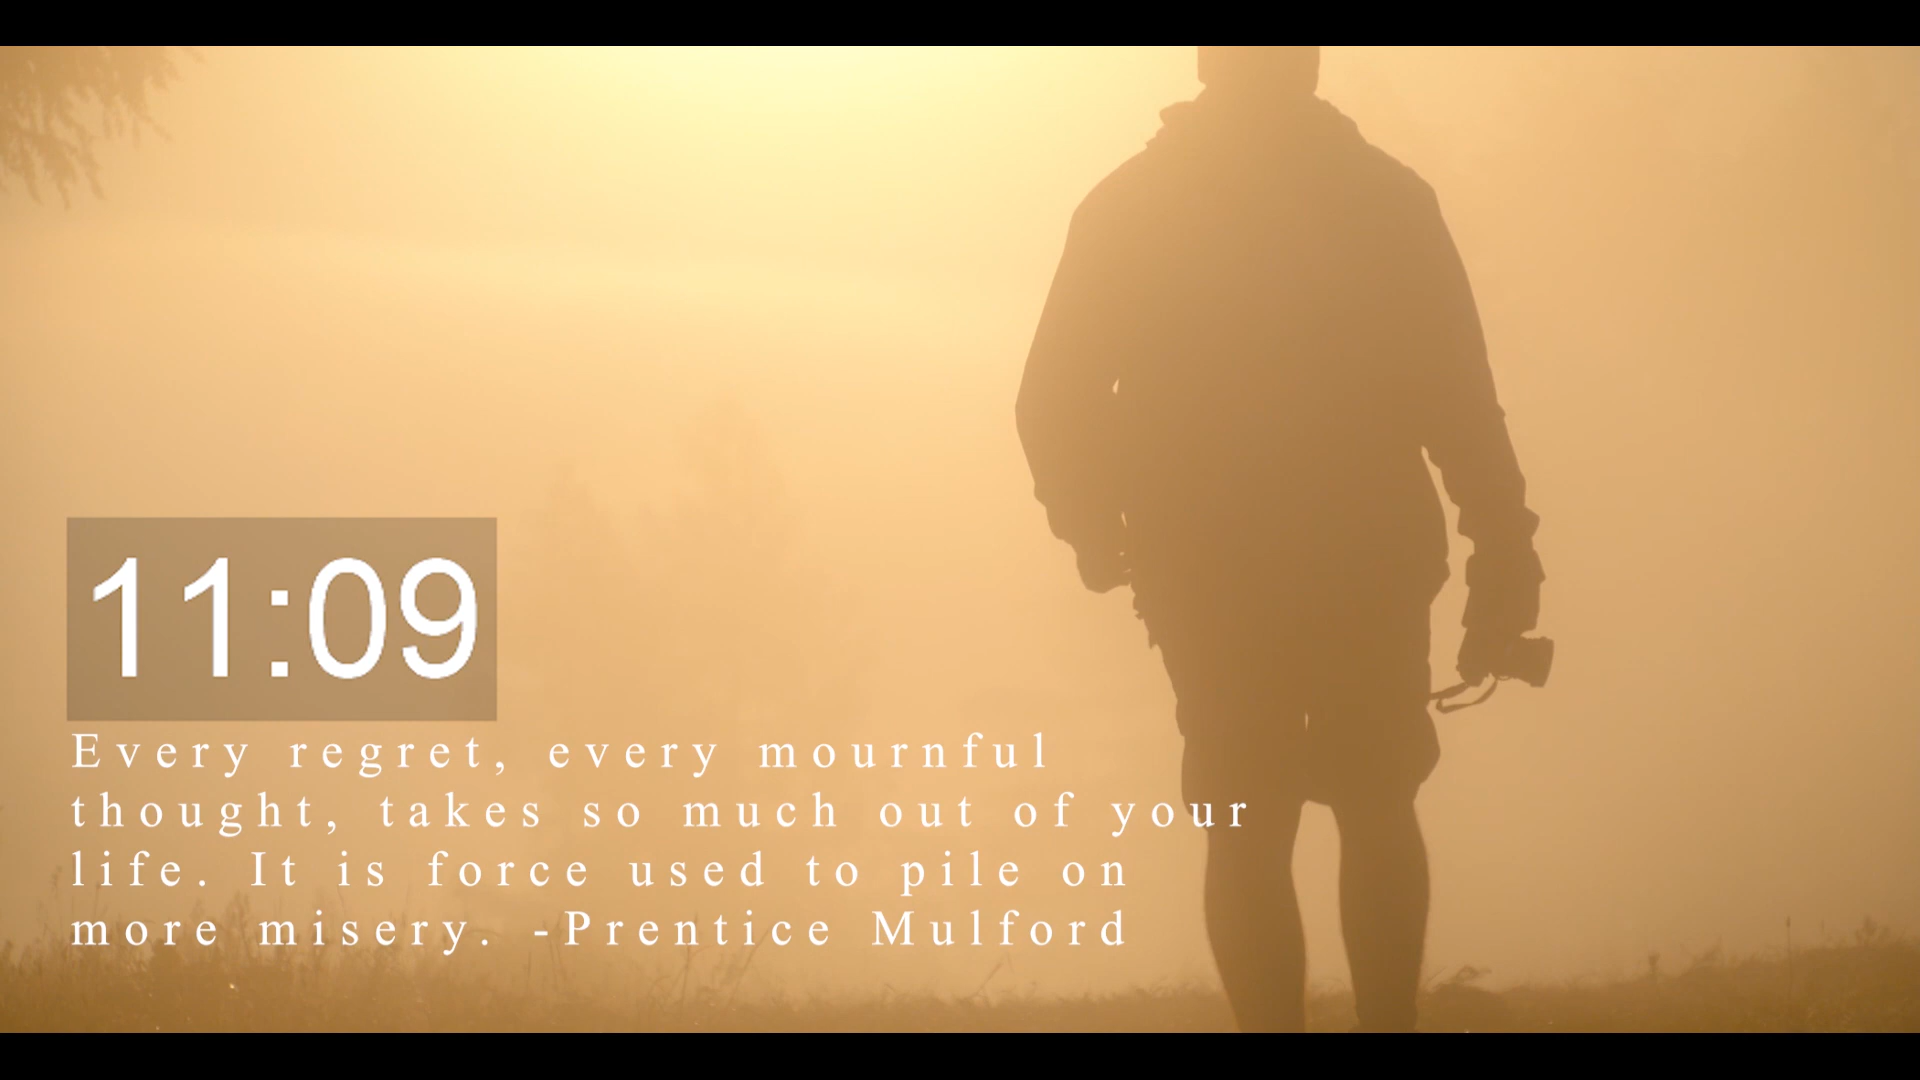 11:09
Every regret, every mournful
thought, takes so much out of your
life. It is force used to pile on
more misery. -Prentice Mulford